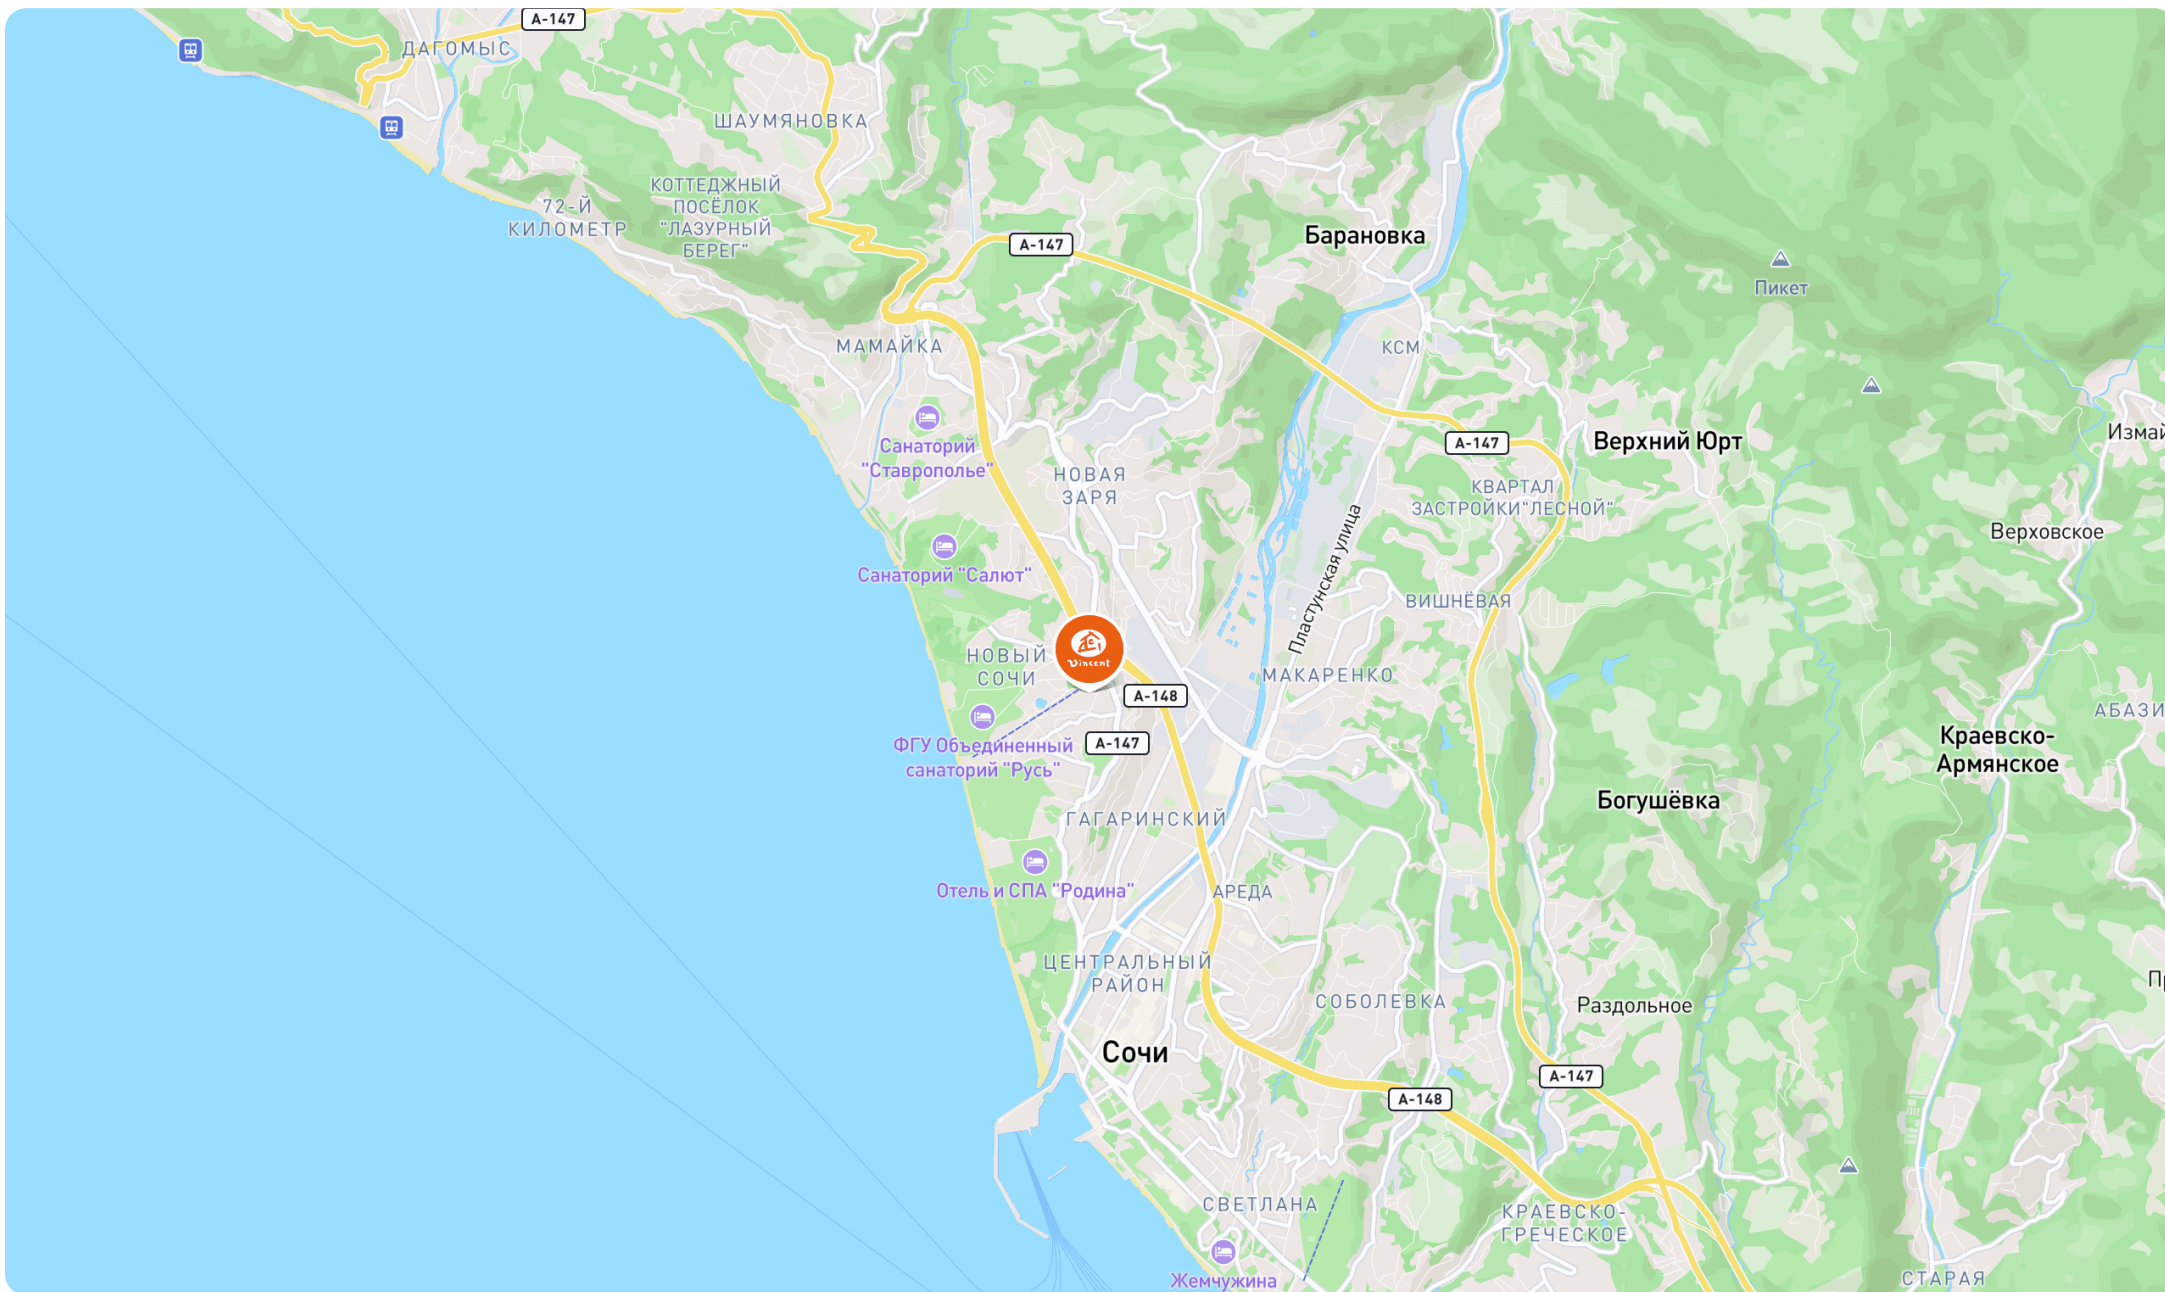 А-147
ДАГОМЫС
ШАУМЯНОВКА
КОТТЕДЖНЫЙ
ПОСЁЛОК
"ЛАЗУРНЫЙ
БЕРЕГ"
72-Й
КИЛОМЕТР
А-147
Барановка
Пикет
МАМАЙКА
КСМ
Санаторий
"Ставрополье"
НОВАЯ
ЗАРЯ
А-147
Верхний Юрт
Измай
КВАРТАЛ
ЗАСТРОЙКИ"ЛЕСНОЙ"
Верховское
Санаторий "Салют"
Пластунская улица
ВИШНЁВАЯ
Vincent
НОВЫЙ
СОЧИ
МАКАРЕНКО
А-148
АБАЗИ
ФГУ Объединенный
санаторий "Русь"
А-147
Краевско-
Армянское
Богушёвка
ГАГАРИНСКИЙ
Отель и СПА "Родина"
АРЕДА
ЦЕНТРАЛЬНЫЙ
РАЙОН
СОБОЛЕВКА
Раздольное
Сочи
А-147
А-148
СВЕТЛАНА
КРАЕВСКО-
ГРЕЧЕСКОЕ
Жемчужина
СТАРАЯ